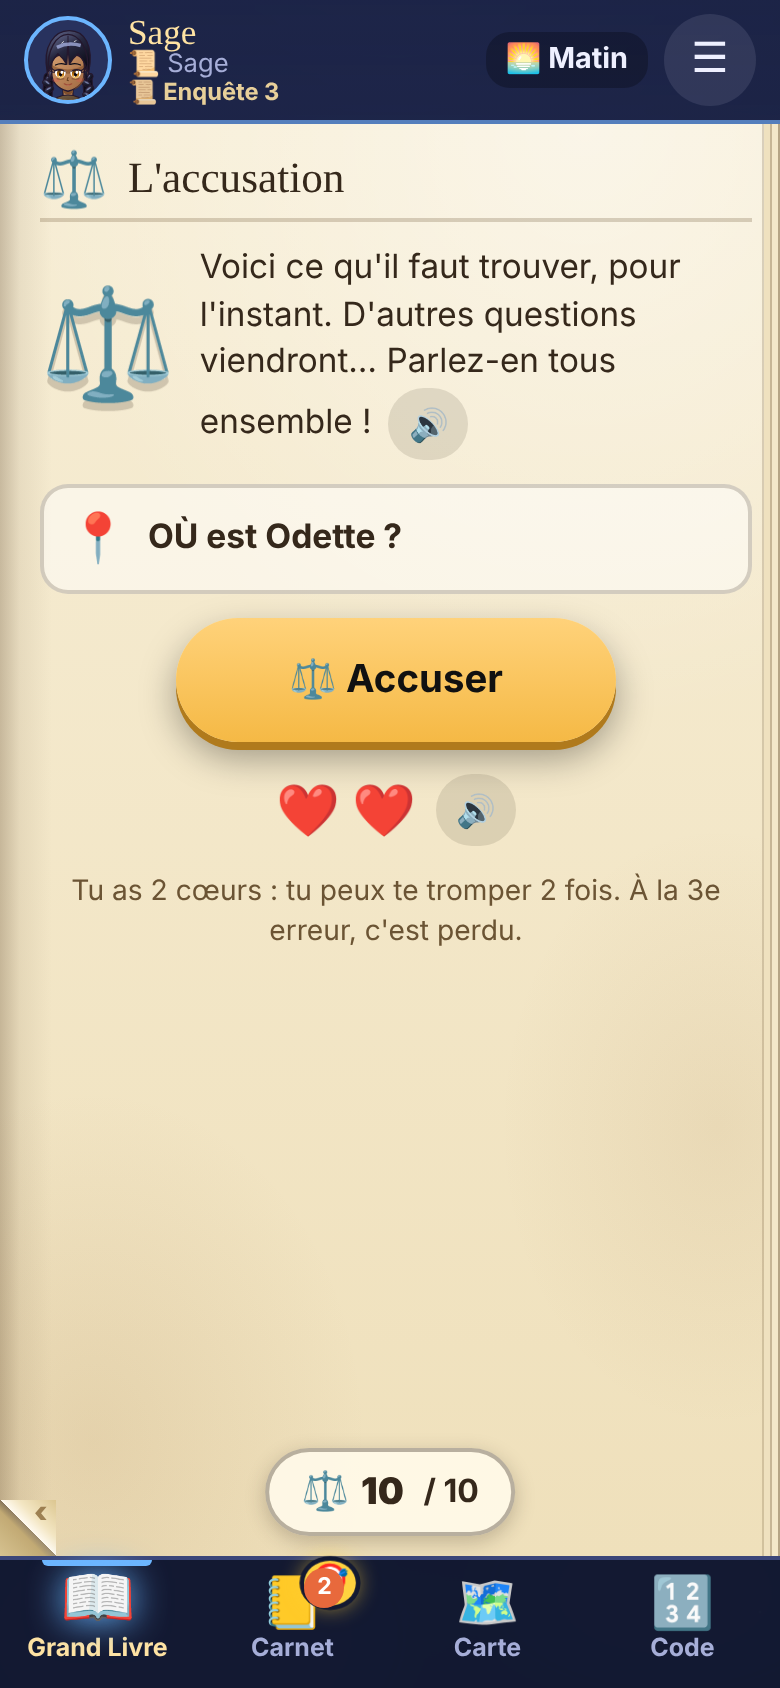 Sage
Sage
Enquête 3
Matin
L'accusation
Voici ce qu'il faut trouver, pour
l'instant. D'autres questions
viendront... Parlez-en tous
ensemble !
OÙ est Odette ?
Accuser
Tu as 2 cœurs : tu peux te tromper 2 fois. À la 3e
erreur, c'est perdu.
10 / 10
2
1 2
3 4
Grand Livre
Carnet
Carte
Code